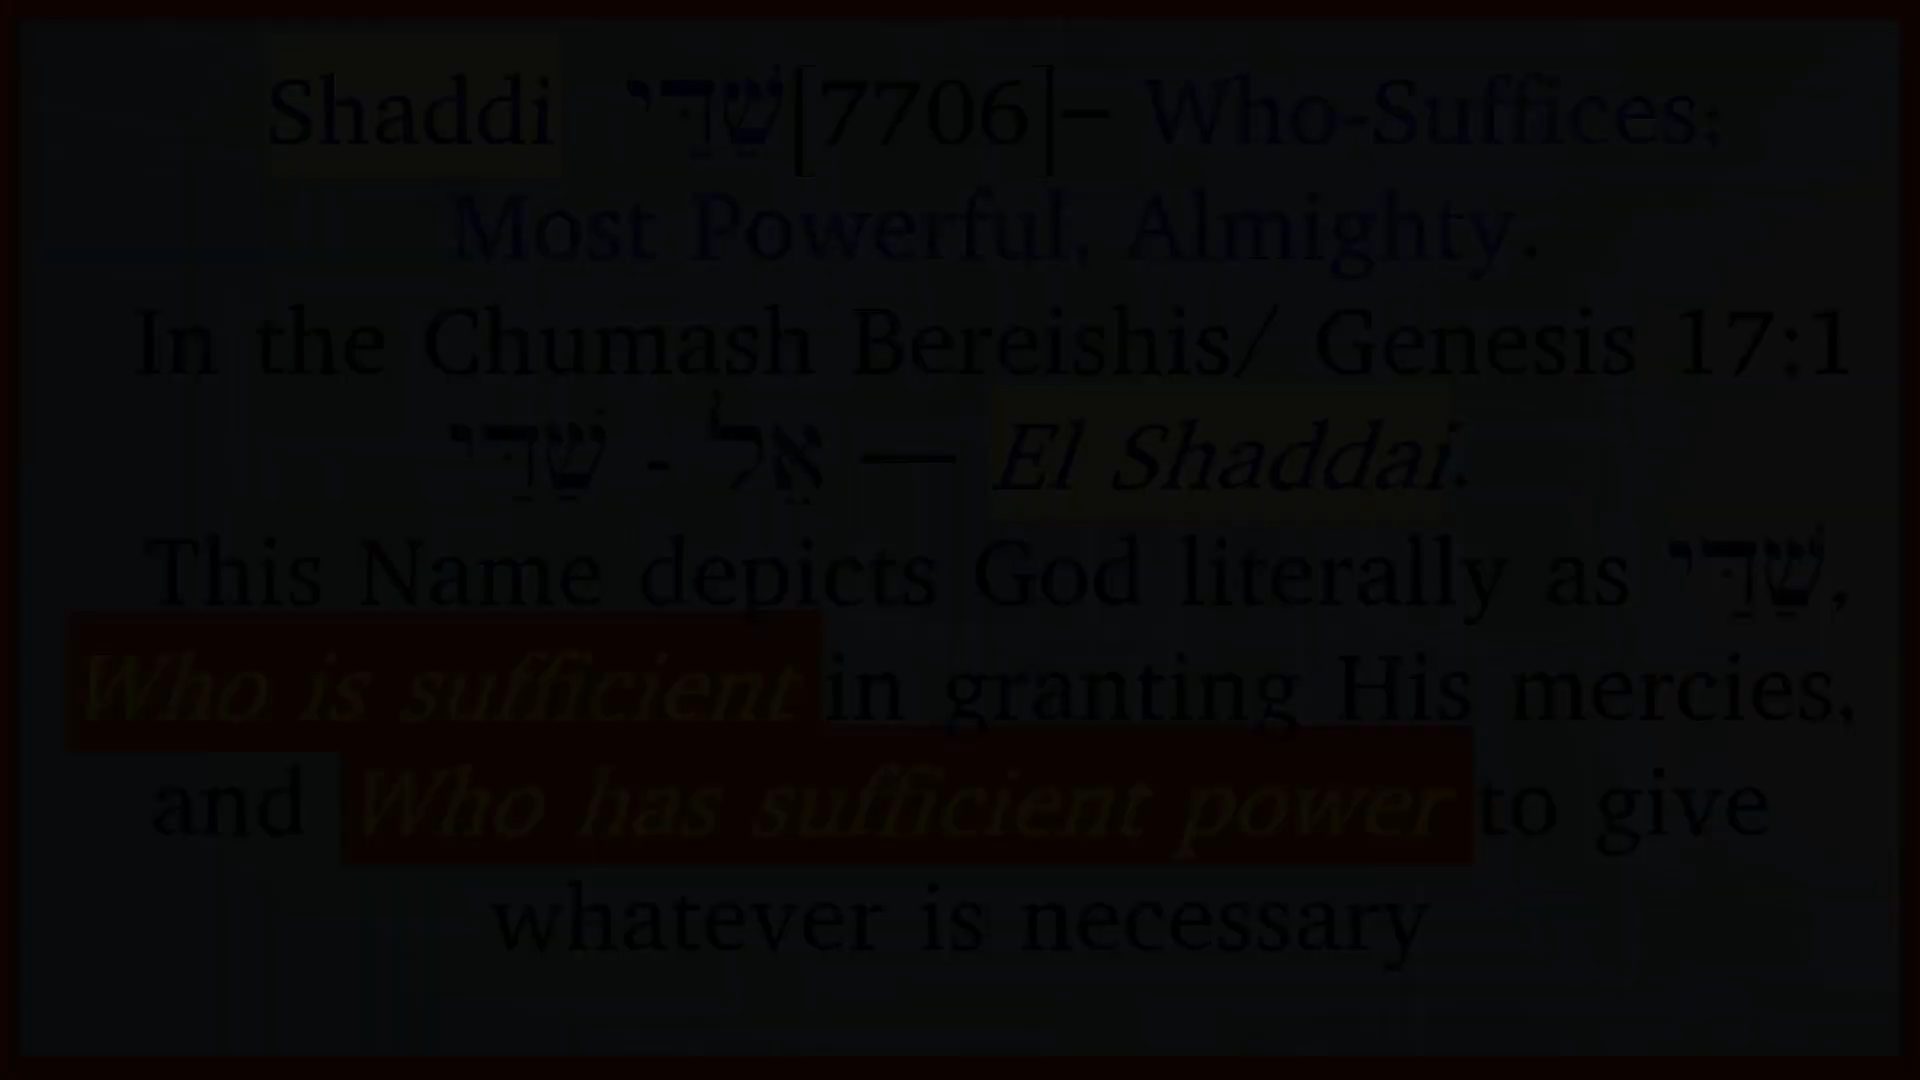 Shaddi שַׁדַּי [7706]– Who-Suffices;
Most Powerful, Almighty.
In the Chumash Bereishis/ Genesis 17:1
אֵל - שַׁדַּי — El Shaddai.
This Name depicts God literally as שַׁדַּי,
Who is sufficient in granting His mercies,
and Who has sufficient power to give
whatever is necessary